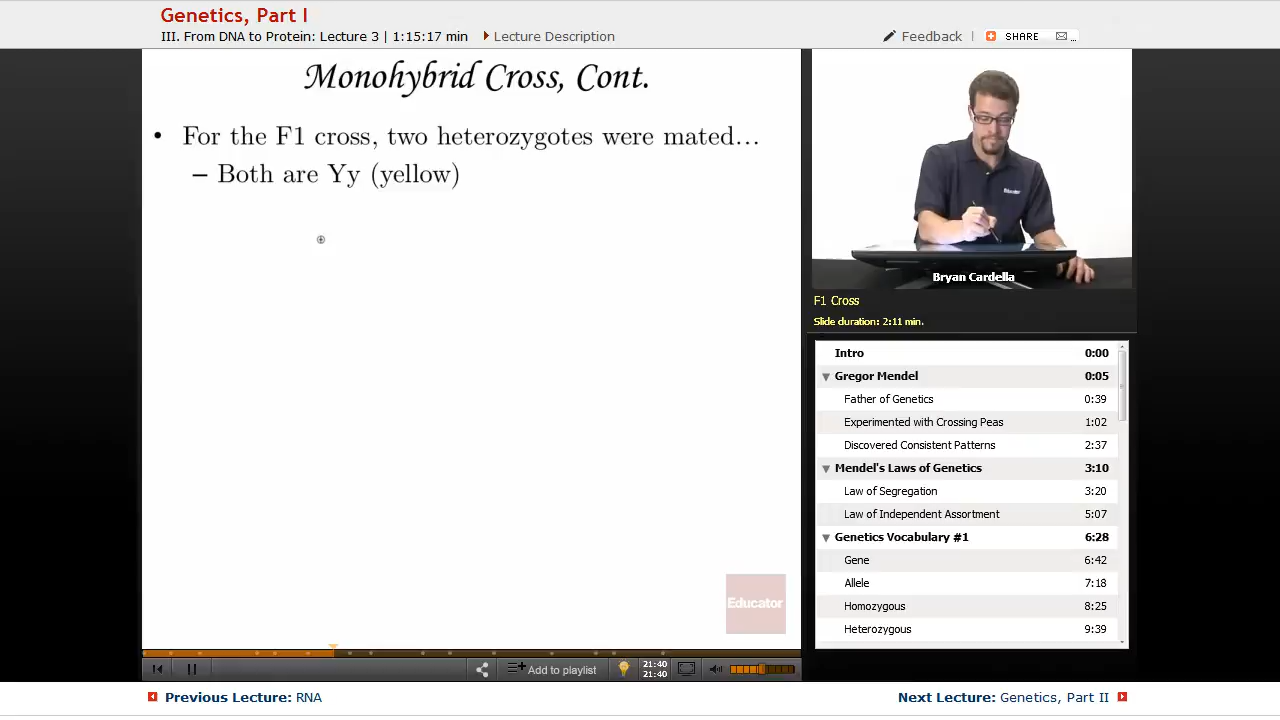 Genetics, Part I
III. From DNA to Protein: Lecture 3 | 1:15:17 min
Lecture Description
Feedback
SHARE
Monohybrid Cross, Cont.
• For the F1 cross, two heterozygotes were mated...
– Both are Yy (yellow)
Educator
Educator
Bryan Cardella
F1 Cross
Slide duration: 2:11 min.
Intro 0:00
Gregor Mendel 0:05
Father of Genetics 0:39
Experimented with Crossing Peas 1:02
Discovered Consistent Patterns 2:37
Mendel's Laws of Genetics 3:10
Law of Segregation 3:20
Law of Independent Assortment 5:07
Genetics Vocabulary #1 6:28
Gene 6:42
Allele 7:18
Homozygous 8:25
Heterozygous 9:39
Add to playlist
21:40
21:40
Previous Lecture: RNA
Next Lecture: Genetics, Part II